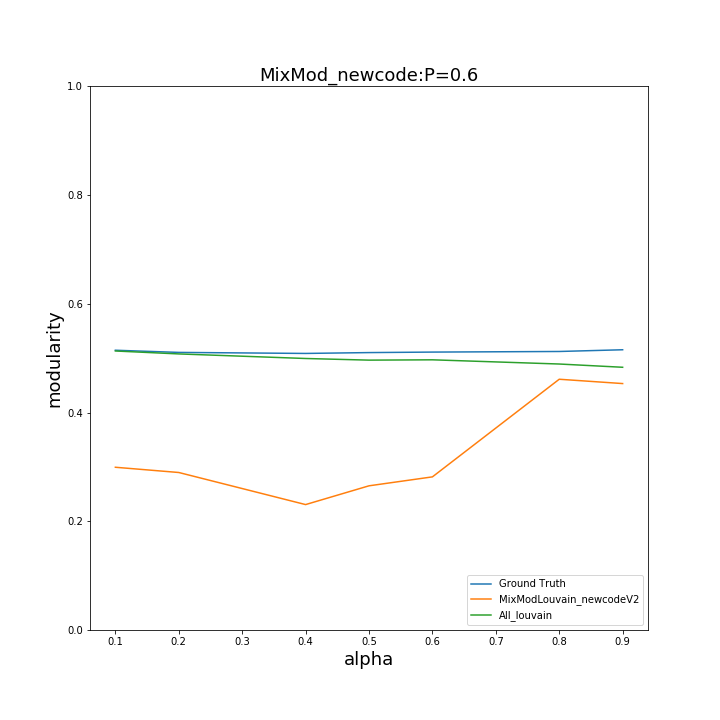 MixMod_newcode:P=0.6
1.0
0.8
0.6
0.4
0.2
0.0
modularity
0.1 0.2 0.3 0.4 0.5 0.6 0.7 0.8 0.9
alpha
Ground Truth
MixModLouvain_newcodeV2
All_louvain